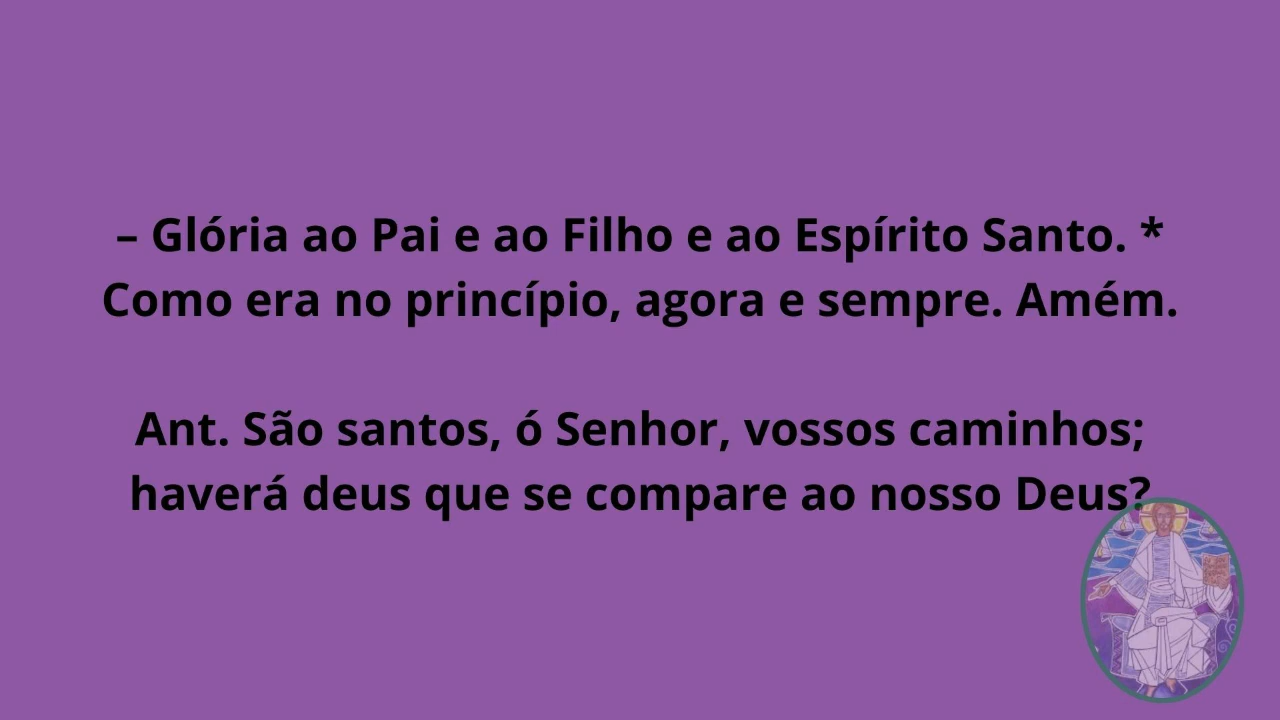 – Glória ao Pai e ao Filho e ao Espírito Santo. *
Como era no princípio, agora e sempre. Amém.
Ant. São santos, ó Senhor, vossos caminhos;
haverá deus que se compare ao nosso Deus?